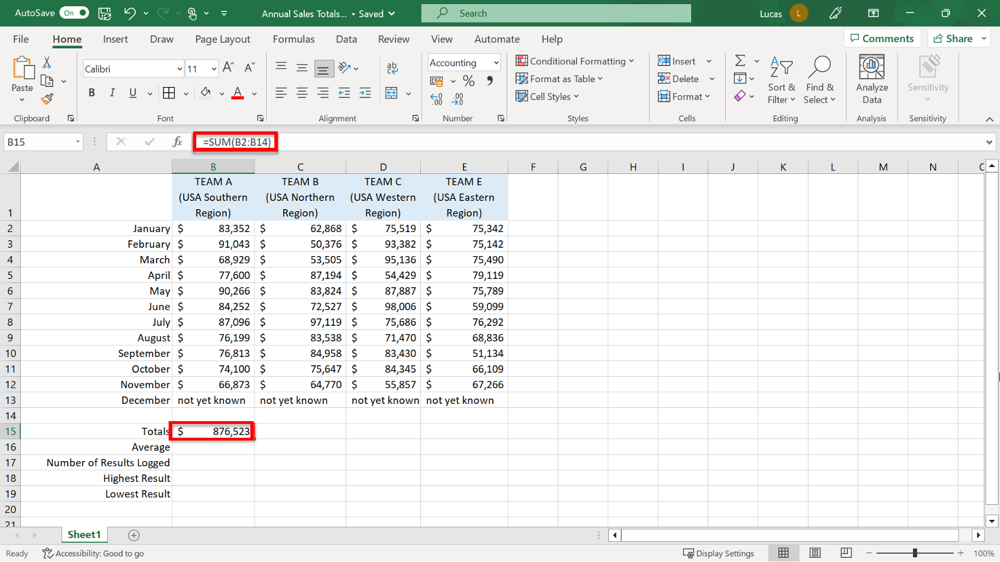 AutoSave On Annual Sales Totals... • Saved Search Lucas L
File Home Insert Draw Page Layout Formulas Data Review View Automate Help Comments Share
Paste
Calibri 11
B I U A
Accounting
% 9
.00
Conditional Formatting
Format as Table
Cell Styles
Insert
Delete
Format
Sort & Filter
Find & Select
Analyze Data
Sensitivity
Clipboard Font Alignment Number Styles Cells Editing Analysis Sensitivity
B15 fx =SUM(B2:B14)
A B C D E F G H I J K L M N
1 TEAM A (USA Southern Region) TEAM B (USA Northern Region) TEAM C (USA Western Region) TEAM E (USA Eastern Region)
2 January $ 83,352 $ 62,868 $ 75,519 $ 75,342
3 February $ 91,043 $ 50,376 $ 93,382 $ 75,142
4 March $ 68,929 $ 53,505 $ 95,136 $ 75,490
5 April $ 77,600 $ 87,194 $ 54,429 $ 79,119
6 May $ 90,266 $ 83,824 $ 87,887 $ 75,789
7 June $ 84,252 $ 72,527 $ 98,006 $ 59,099
8 July $ 87,096 $ 97,119 $ 75,686 $ 76,292
9 August $ 76,199 $ 83,538 $ 71,470 $ 68,836
10 September $ 76,813 $ 84,958 $ 83,430 $ 51,134
11 October $ 74,100 $ 75,647 $ 84,345 $ 66,109
12 November $ 66,873 $ 64,770 $ 55,857 $ 67,266
13 December not yet known not yet known not yet known not yet known
14
15 Totals $ 876,523
16 Average
17 Number of Results Logged
18 Highest Result
19 Lowest Result
20
21
Sheet1
Ready Accessibility: Good to go Display Settings 100%